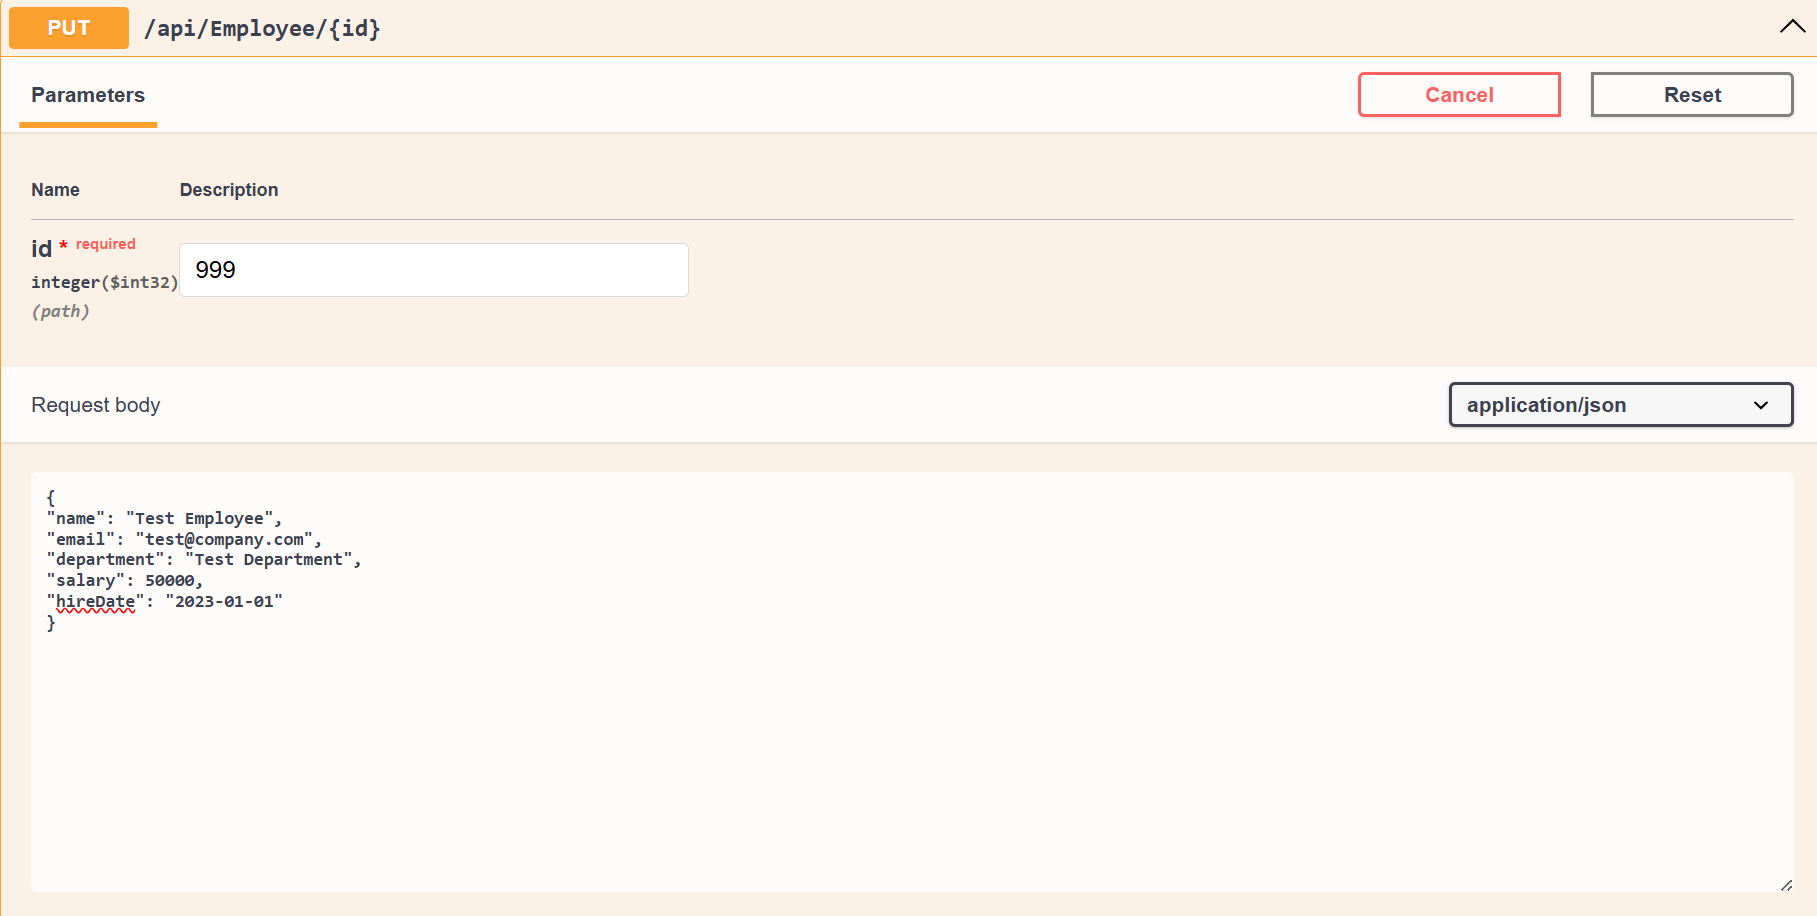 PUT /api/Employee/{id}
Parameters
Cancel
Reset
Name Description
id * required
integer($int32)
(path)
999
Request body
application/json
{
"name": "Test Employee",
"email": "test@company.com",
"department": "Test Department",
"salary": 50000,
"hireDate": "2023-01-01"
}